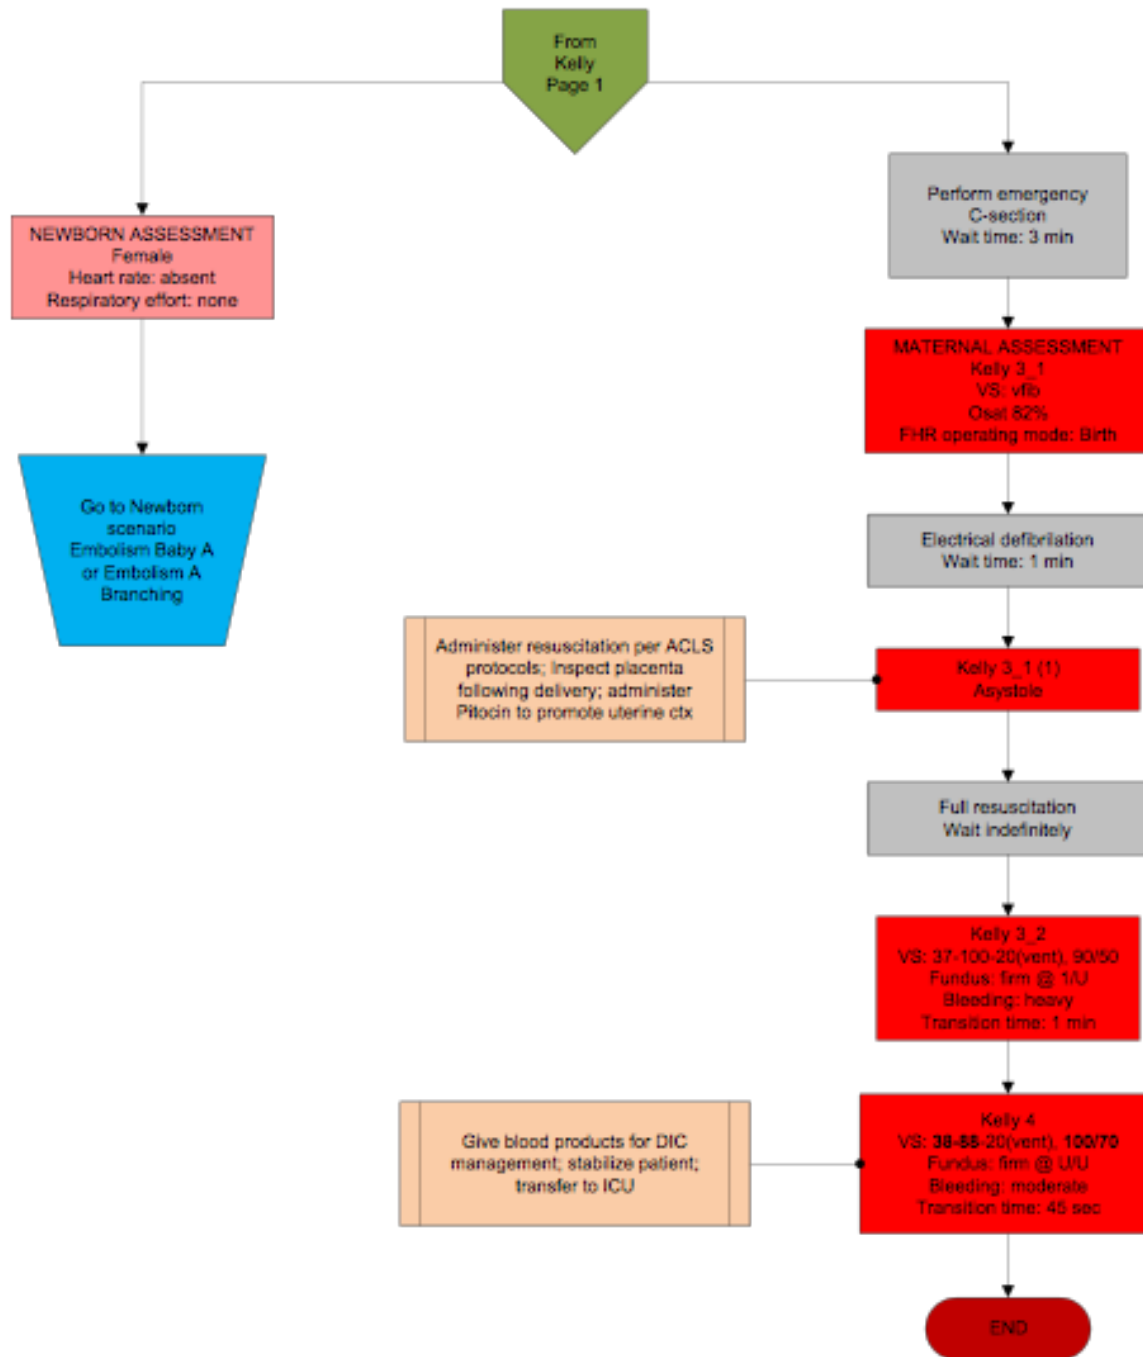 From
Kelly
Page 1
NEWBORN ASSESSMENT
Female
Heart rate: absent
Respiratory effort: none
Go to Newborn
scenario
Embolism Baby A
or Embolism A
Branching
Perform emergency
C-section
Wait time: 3 min
MATERNAL ASSESSMENT
Kelly 3_1
VS: vfib
Osat 82%
FHR operating mode: Birth
Electrical defibrilation
Wait time: 1 min
Administer resuscitation per ACLS
protocols; Inspect placenta
following delivery; administer
Pitocin to promote uterine ctx
Kelly 3_1 (1)
Asystole
Full resuscitation
Wait indefinitely
Kelly 3_2
VS: 37-100-20(vent), 90/50
Fundus: firm @ 1/U
Bleeding: heavy
Transition time: 1 min
Give blood products for DIC
management; stabilize patient;
transfer to ICU
Kelly 4
VS: 38-88-20(vent), 100/70
Fundus: firm @ U/U
Bleeding: moderate
Transition time: 45 sec
END